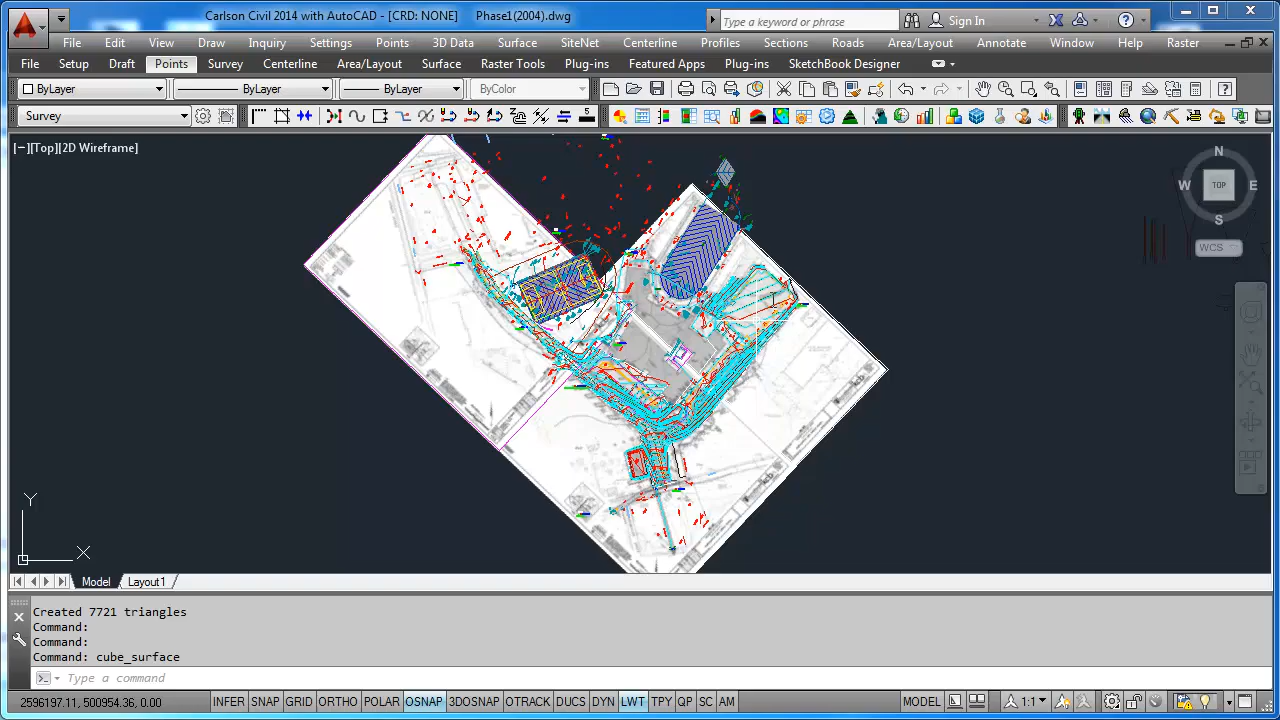 Carlson Civil 2014 with AutoCAD - [CRD: NONE] Phase1(2004).dwg
Type a keyword or phrase
Sign In
File Edit View Draw Inquiry Settings Points 3D Data Surface SiteNet Centerline Profiles Sections Roads Area/Layout Annotate Window Help Raster
File Setup Draft Points Survey Centerline Area/Layout Surface Raster Tools Plug-ins Featured Apps Plug-ins SketchBook Designer
ByLayer ByLayer ByLayer ByColor
Survey
[−][Top][2D Wireframe]
N
W TOP E
S
WCS
Y
X
Model Layout1
Created 7721 triangles
Command:
Command:
Command: cube_surface
Type a command
2596197.11, 500954.36, 0.00 INFER SNAP GRID ORTHO POLAR OSNAP 3DOSNAP OTRACK DUCS DYN LWT TPY QP SC AM MODEL 1:1